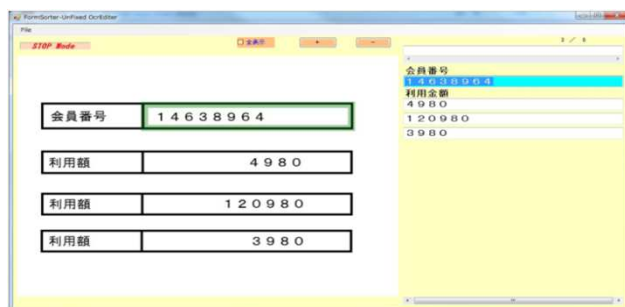 FormSorter-UnFixed OcrEditor
File
STOP Mode
全表示
+
-
1 / 1
会員番号 14638964
利用額 4980
利用額 120980
利用額 3980
会員番号
14638964
利用金額
4980
120980
3980